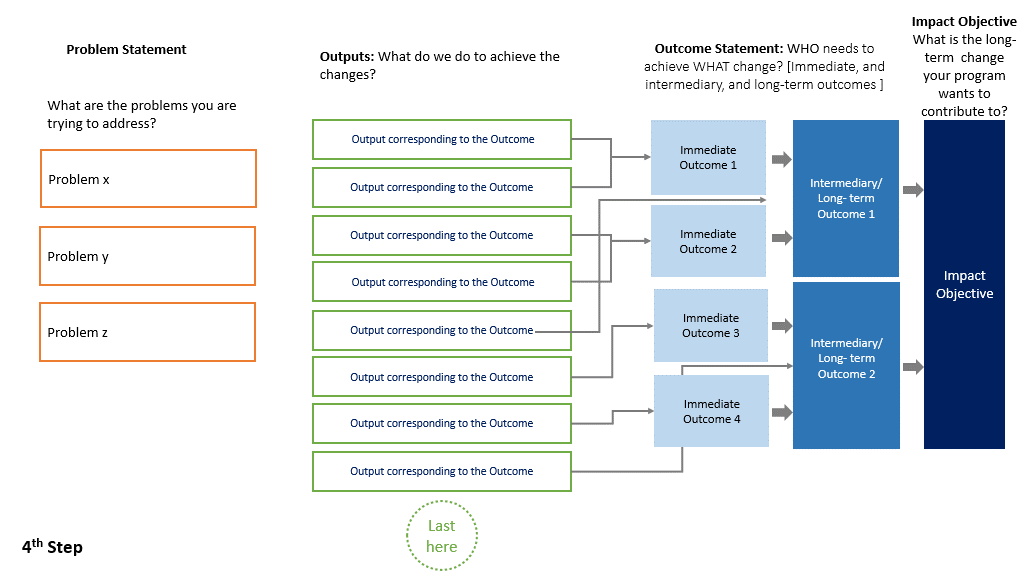 Problem Statement
What are the problems you are
trying to address?
Problem x
Problem y
Problem z
Outputs: What do we do to achieve the
changes?
Output corresponding to the Outcome
Output corresponding to the Outcome
Output corresponding to the Outcome
Output corresponding to the Outcome
Output corresponding to the Outcome
Output corresponding to the Outcome
Output corresponding to the Outcome
Output corresponding to the Outcome
Last
here
Outcome Statement: WHO needs to
achieve WHAT change? [Immediate, and
intermediary, and long-term outcomes ]
Immediate
Outcome 1
Immediate
Outcome 2
Immediate
Outcome 3
Immediate
Outcome 4
Intermediary/
Long- term
Outcome 1
Intermediary/
Long- term
Outcome 2
Impact Objective
What is the long-
term change
your program
wants to
contribute to?
Impact
Objective
4th Step